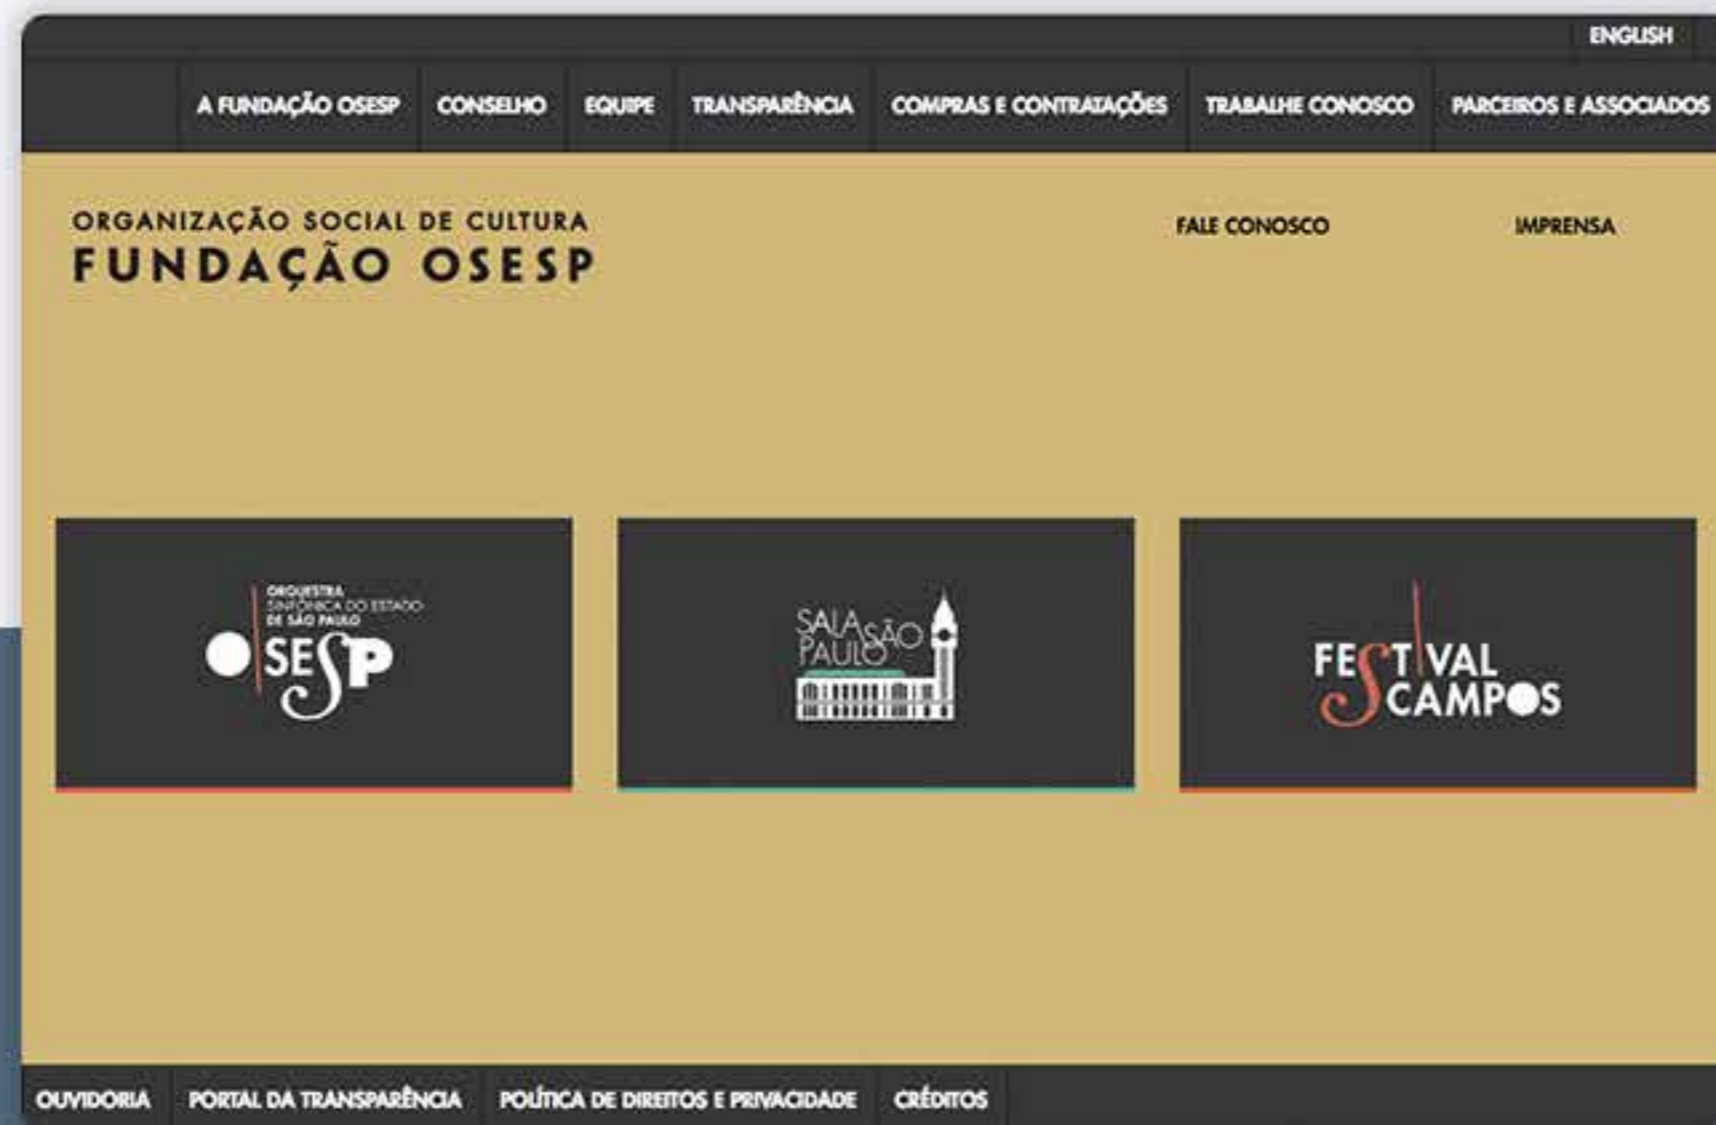 ENGLISH
A FUNDAÇÃO OSESP CONSELHO EQUIPE TRANSPARÊNCIA COMPRAS E CONTRATAÇÕES TRABALHE CONOSCO PARCEIROS E ASSOCIADOS
ORGANIZAÇÃO SOCIAL DE CULTURA
FUNDAÇÃO OSESP
FALE CONOSCO IMPRENSA
ORQUESTRA
SINFÔNICA DO ESTADO
DE SÃO PAULO
OSESP
SALA SÃO
PAULO
FESTIVAL
CAMPOS
OUVIDORIA PORTAL DA TRANSPARÊNCIA POLÍTICA DE DIREITOS E PRIVACIDADE CRÉDITOS